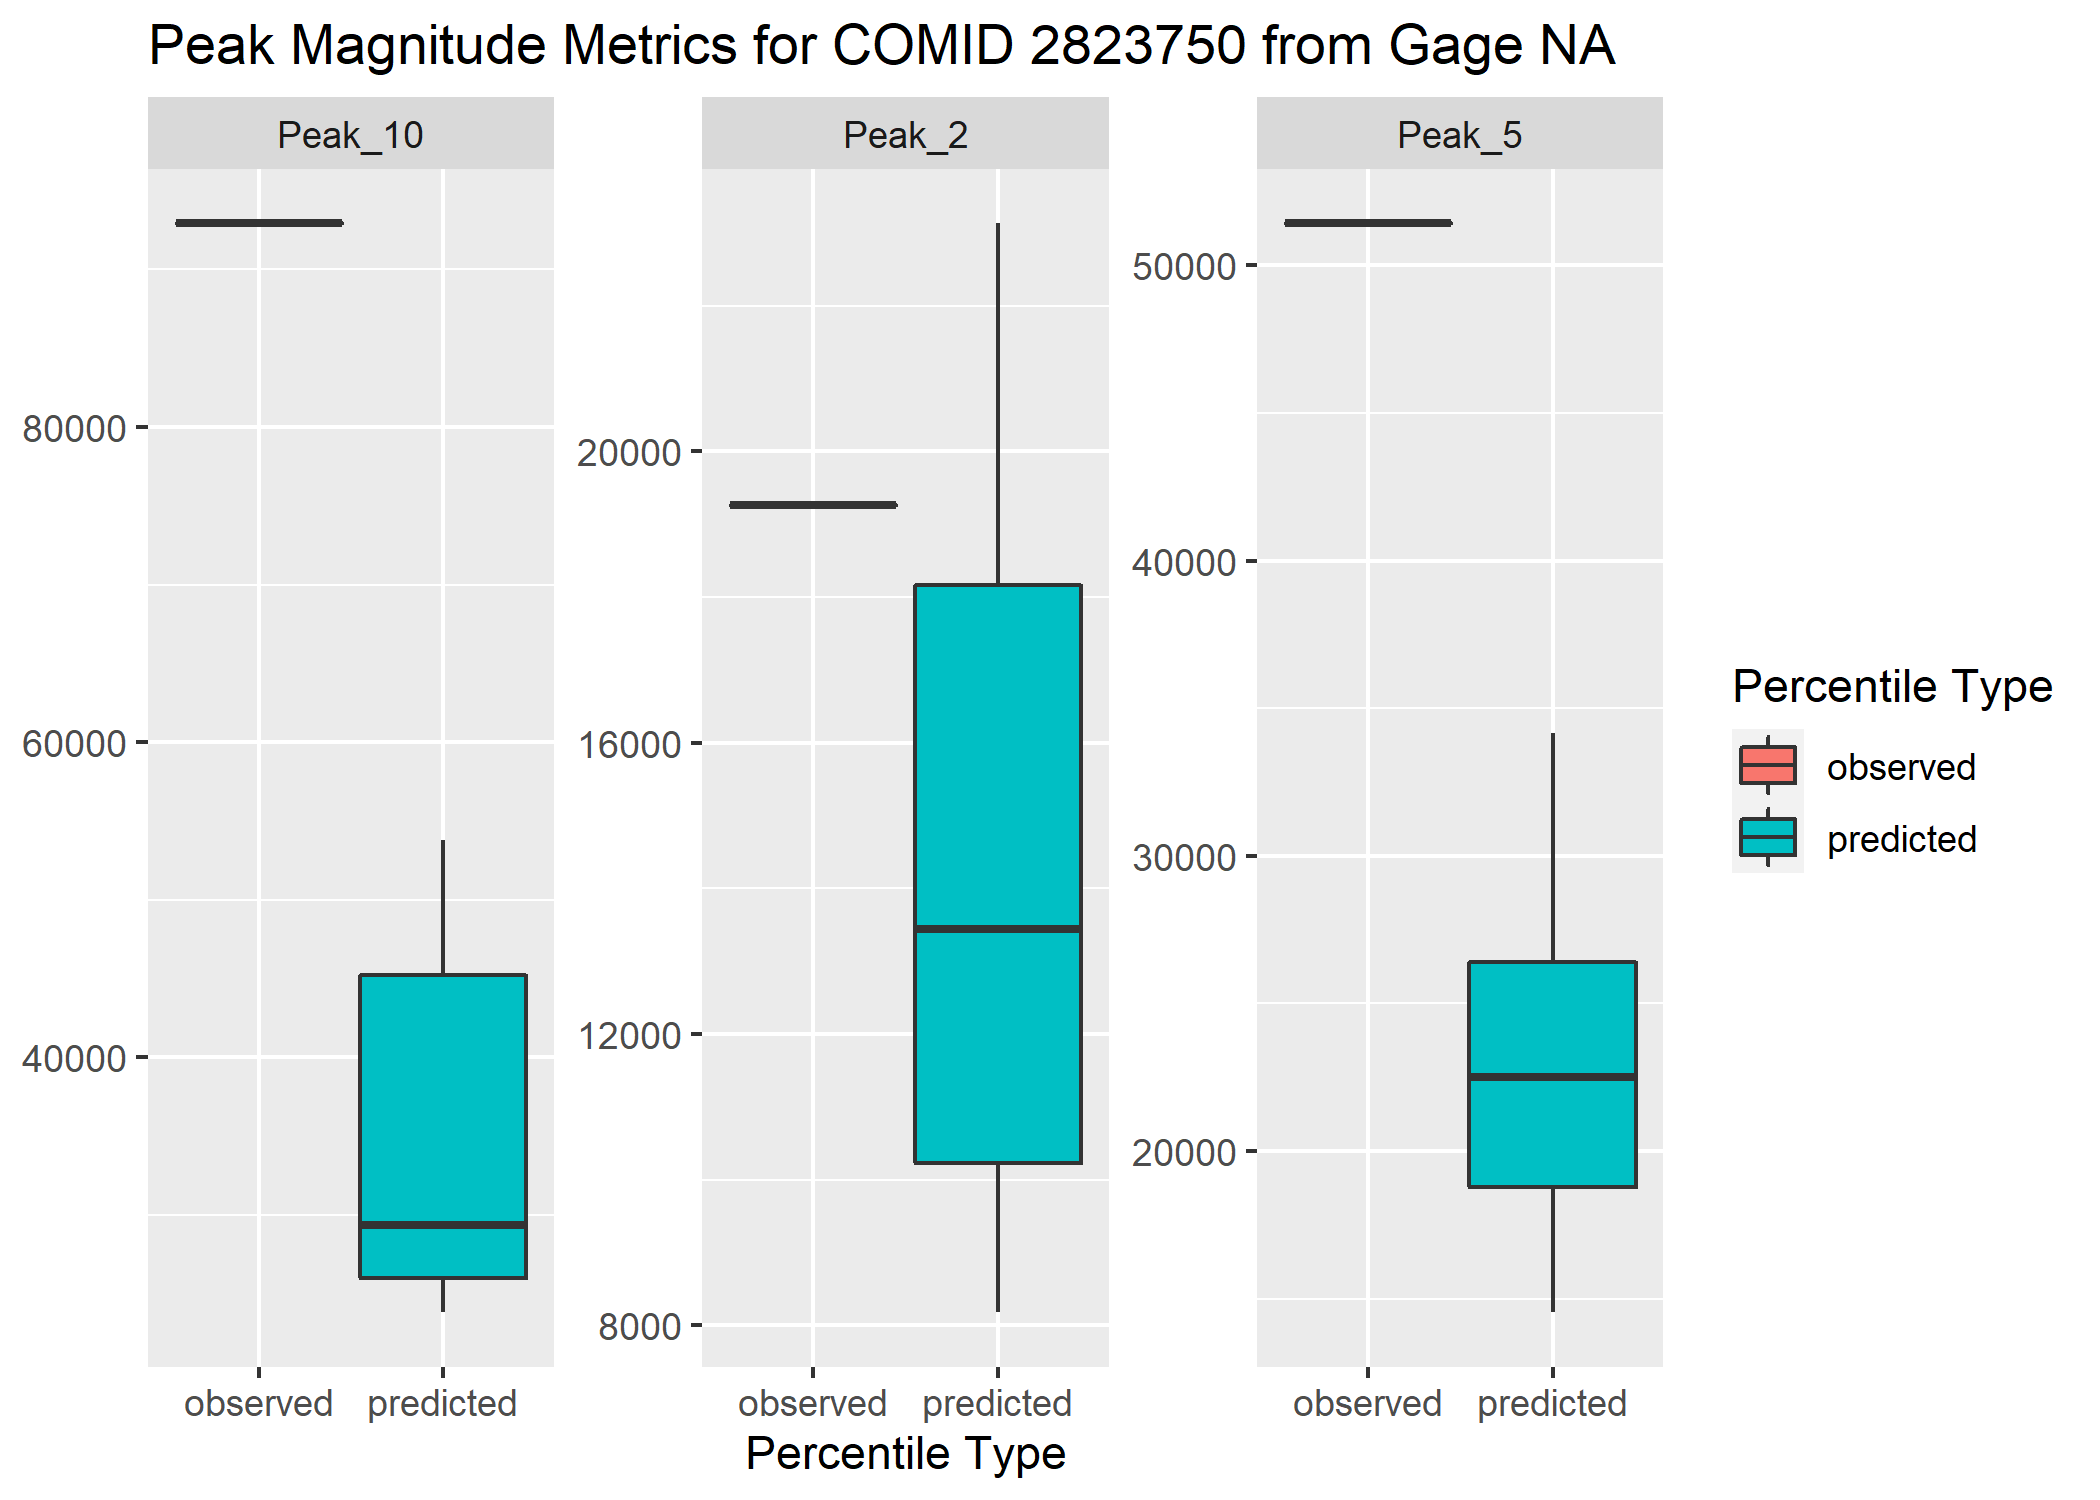 Peak Magnitude Metrics for COMID 2823750 from Gage NA
Peak_10
Peak_2
Peak_5
80000
60000
40000
20000
16000
12000
8000
50000
40000
30000
20000
observed predicted
observed predicted
observed predicted
Percentile Type
Percentile Type
observed
predicted